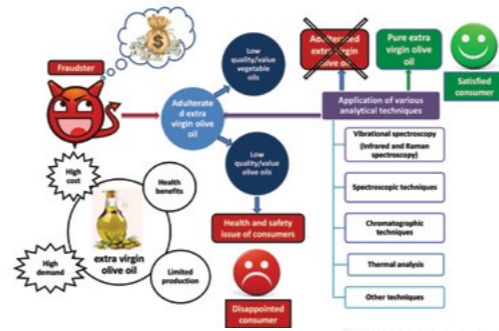 Fraudster
Adulterate
d extra
virgin olive
oil
Low
quality/value
vegetable
oils
Low
quality/value
olive oils
Adulterated
extra virgin
olive oil
Pure extra
virgin olive
oil
Satisfied
consumer
Application of various
analytical techniques
Vibrational spectroscopy
(Infrared and Raman
spectroscopy)
Spectroscopic techniques
Chromatographic
techniques
Thermal analysis
Other techniques
High
cost
Health
benefits
extra virgin
olive oil
High
demand
Limited
production
Health and safety
issue of consumers
Disappointed
consumer